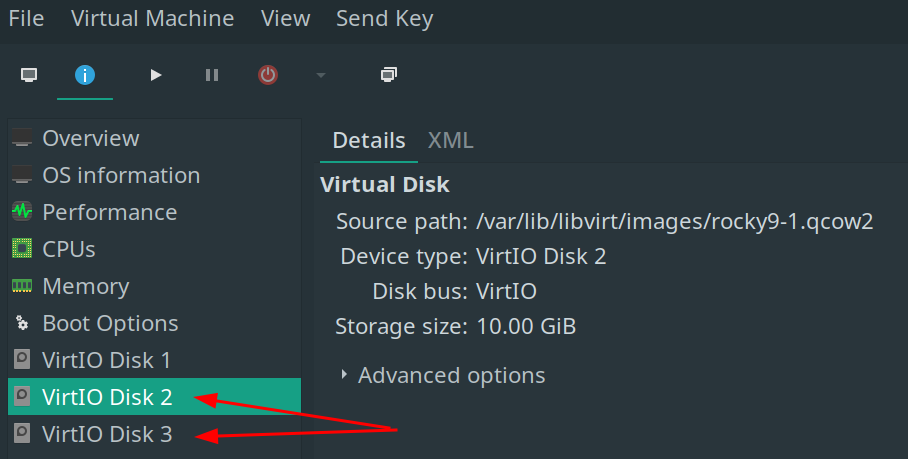 File Virtual Machine View Send Key
Overview
OS information
Performance
CPUs
Memory
Boot Options
VirtIO Disk 1
VirtIO Disk 2
VirtIO Disk 3
Details XML
Virtual Disk
Source path: /var/lib/libvirt/images/rocky9-1.qcow2
Device type: VirtIO Disk 2
Disk bus: VirtIO
Storage size: 10.00 GiB
Advanced options